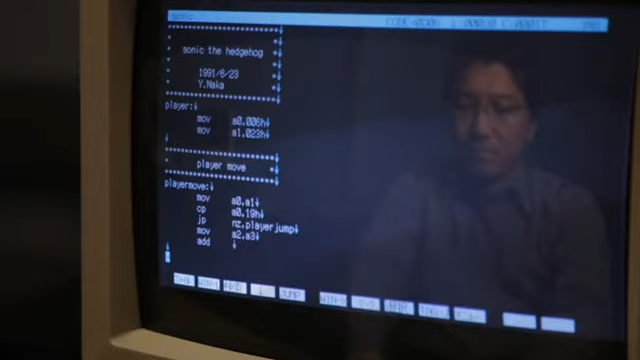 ****************************
* sonic the hedgehog *
* 1991/6/23 *
* Y.Naka *
****************************
player:↓
mov a0,006h↓
mov a1,023h↓
↓
****************************
* player move *
****************************
playermove:↓
mov a0,a1↓
cp a0,19h↓
jp nz,playerjump↓
mov a2,a3↓
add ↓
↓
JUMP